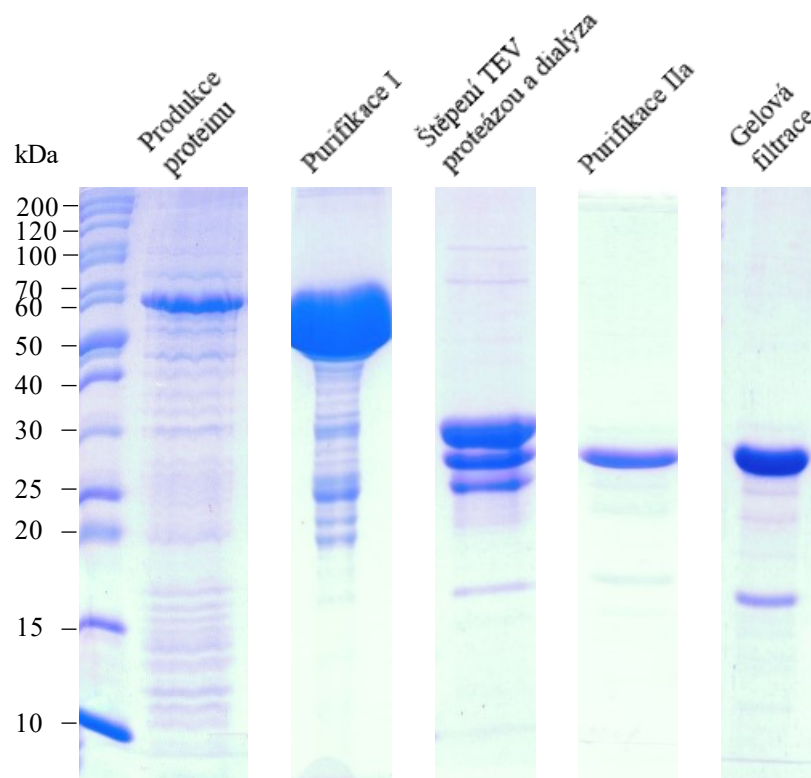 Produkce
proteinu
Purifikace I
Štěpení TEV
proteázou a dialýza
Purifikace IIa
Gelová
filtrace
kDa
200
120
100
70
60
50
40
30
25
20
15
10